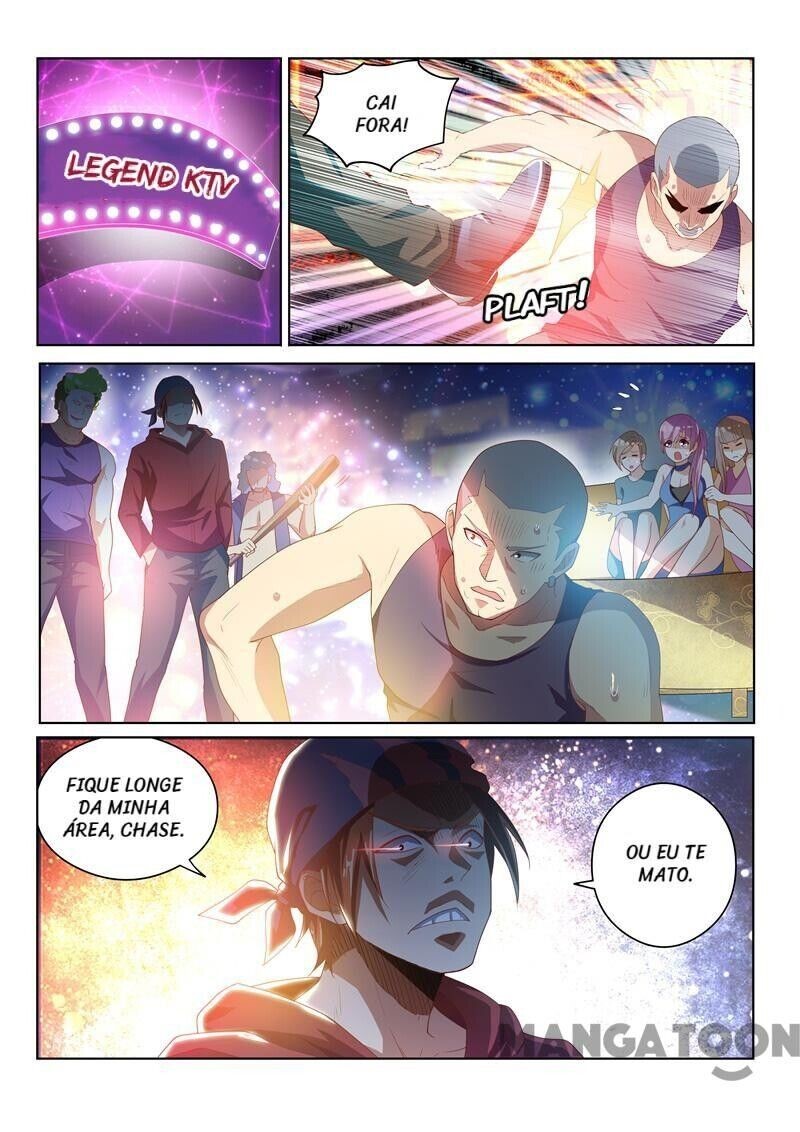 LEGEND KTV
CAI
FORA!
PLAFT!
FIQUE LONGE
DA MINHA
ÁREA, CHASE.
OU EU TE
MATO.
MANGATOON